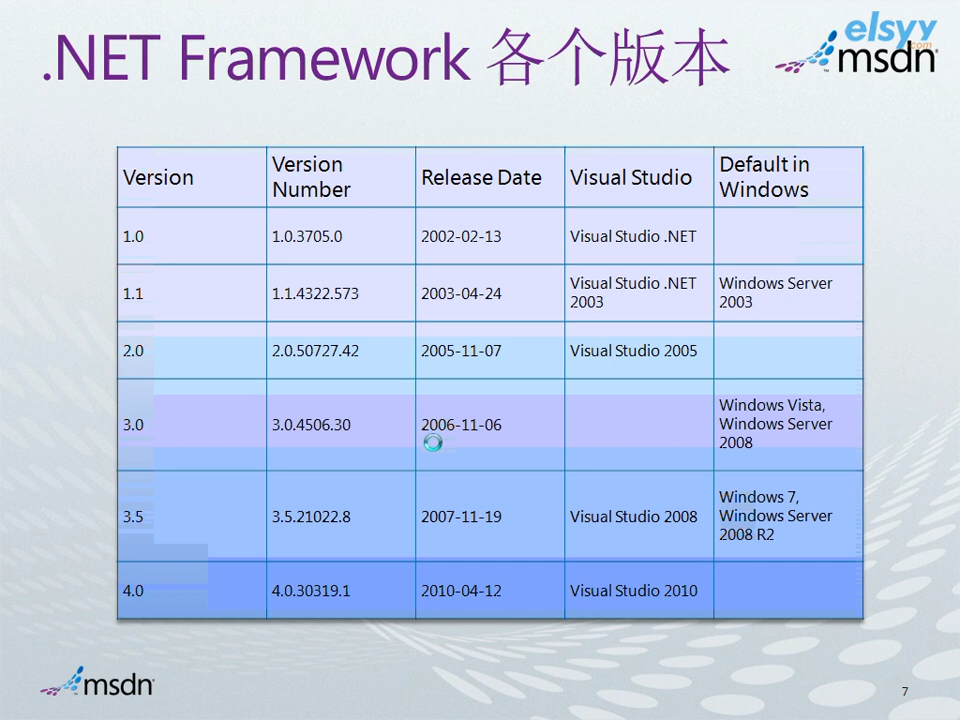 .NET Framework 各个版本
elsyy
.com
msdn
Version
Version
Number
Release Date
Visual Studio
Default in
Windows
1.0
1.0.3705.0
2002-02-13
Visual Studio .NET
1.1
1.1.4322.573
2003-04-24
Visual Studio .NET
2003
Windows Server
2003
2.0
2.0.50727.42
2005-11-07
Visual Studio 2005
3.0
3.0.4506.30
2006-11-06
Windows Vista,
Windows Server
2008
3.5
3.5.21022.8
2007-11-19
Visual Studio 2008
Windows 7,
Windows Server
2008 R2
4.0
4.0.30319.1
2010-04-12
Visual Studio 2010
msdn
7